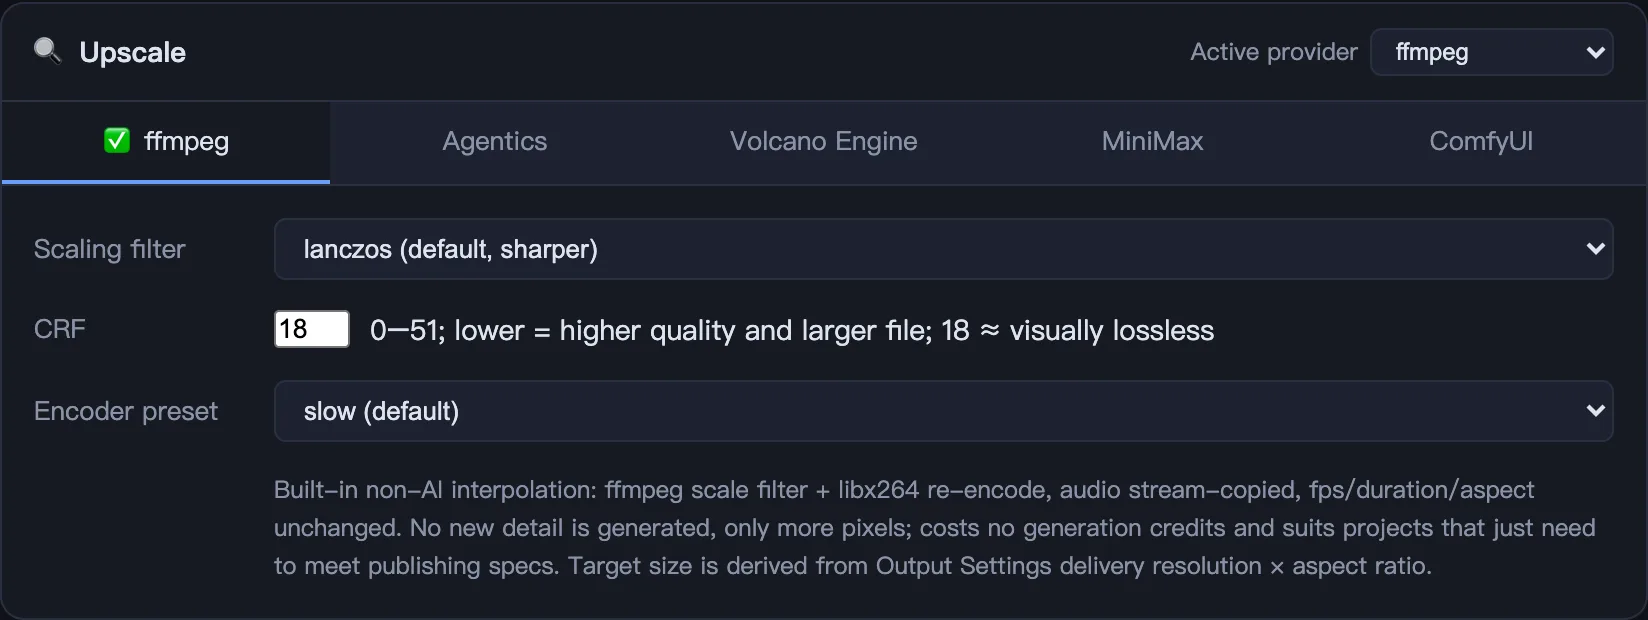 Upscale
Active provider ffmpeg
ffmpeg Agentics Volcano Engine MiniMax ComfyUI
Scaling filter lanczos (default, sharper)
CRF 18 0–51; lower = higher quality and larger file; 18 ≈ visually lossless
Encoder preset slow (default)
Built-in non-AI interpolation: ffmpeg scale filter + libx264 re-encode, audio stream-copied, fps/duration/aspect
unchanged. No new detail is generated, only more pixels; costs no generation credits and suits projects that just need
to meet publishing specs. Target size is derived from Output Settings delivery resolution × aspect ratio.